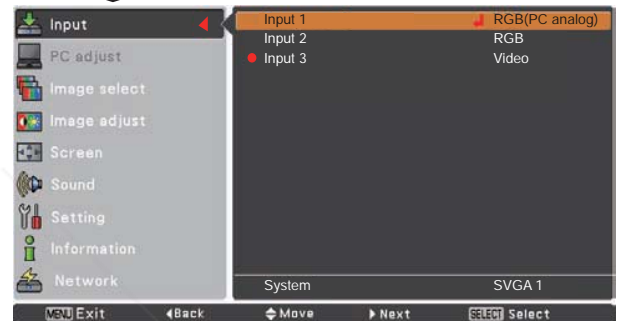 Input
PC adjust
Image select
Image adjust
Screen
Sound
Setting
Information
Network
Input 1 RGB(PC analog)
Input 2 RGB
Input 3 Video
System SVGA 1
MENU Exit Back Move Next SELECT Select